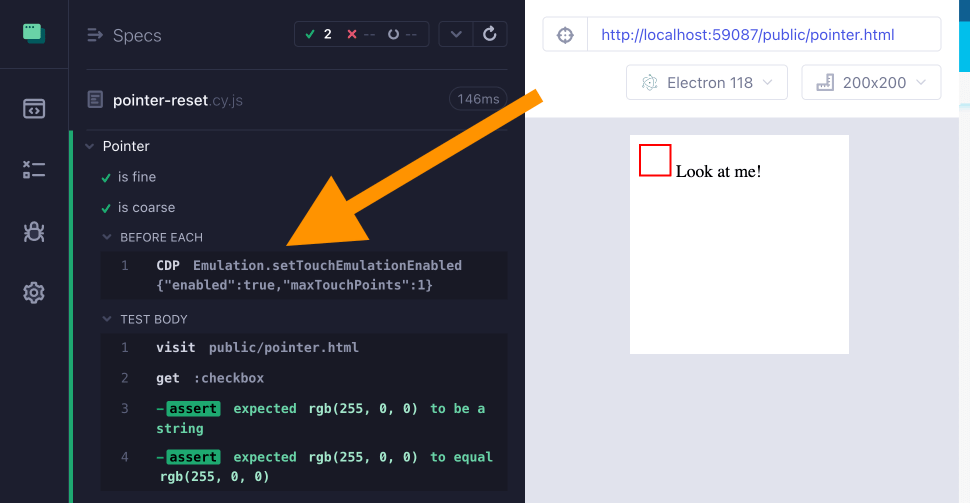 Specs
2
--
--
pointer-reset.cy.js
146ms
Pointer
is fine
is coarse
BEFORE EACH
1 CDP Emulation.setTouchEmulationEnabled
{"enabled":true,"maxTouchPoints":1}
TEST BODY
1 visit public/pointer.html
2 get :checkbox
3 -assert expected rgb(255, 0, 0) to be a
string
4 -assert expected rgb(255, 0, 0) to equal
rgb(255, 0, 0)
http://localhost:59087/public/pointer.html
Electron 118
200x200
Look at me!